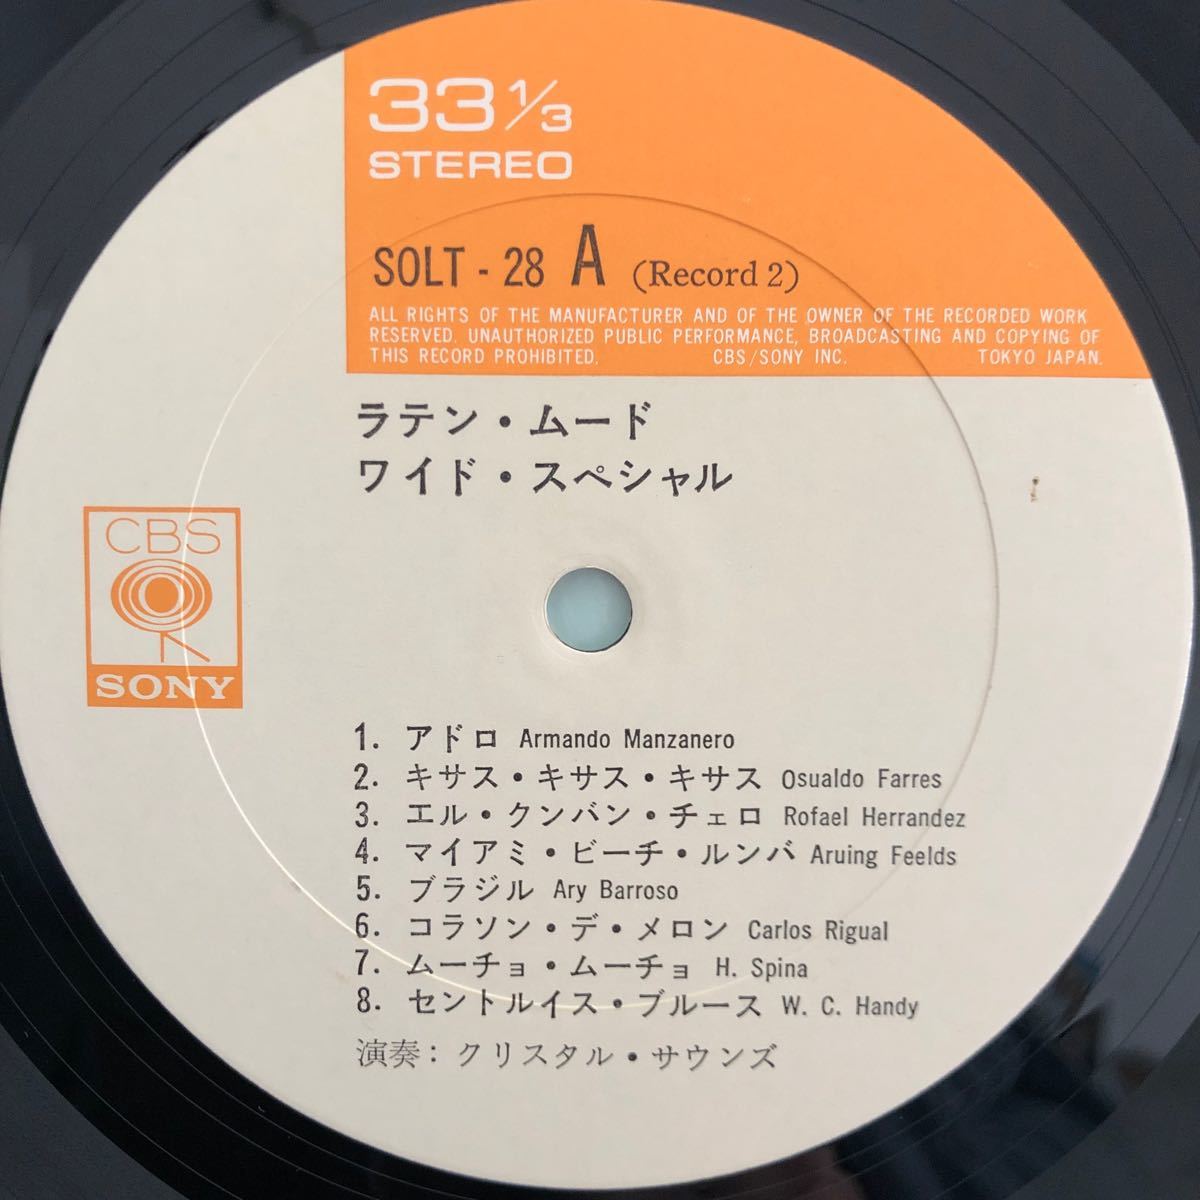 33 1/3
STEREO
SOLT - 28 A (Record 2)
ALL RIGHTS OF THE MANUFACTURER AND OF THE OWNER OF THE RECORDED WORK
RESERVED. UNAUTHORIZED PUBLIC PERFORMANCE, BROADCASTING AND COPYING OF
THIS RECORD PROHIBITED. CBS/SONY INC. TOKYO JAPAN.
ラテン・ムード
ワイド・スペシャル
CBS
SONY
1. アドロ Armando Manzanero
2. キサス・キサス・キサス Osualdo Farres
3. エル・クンバン・チェロ Rofael Herrandez
4. マイアミ・ビーチ・ルンバ Aruing Feelds
5. ブラジル Ary Barroso
6. コラソン・デ・メロン Carlos Rigual
7. ムーチョ・ムーチョ H. Spina
8. セントルイス・ブルース W. C. Handy
演奏: クリスタル・サウンズ